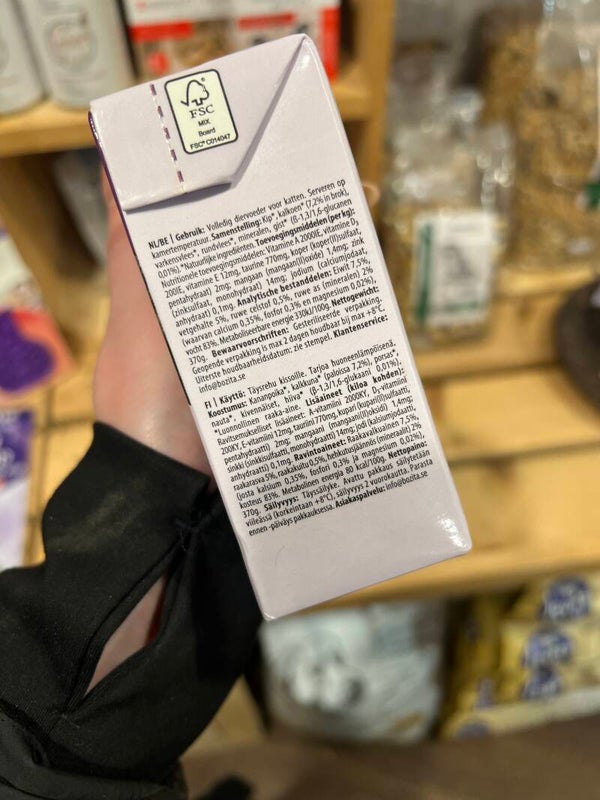 FSC
MIX
Board
FSC® C014047
NL/BE | Gebruik: Volledig diervoeder voor katten. Serveren op
kamertemperatuur. Samenstelling: Kip*, kalkoen* (7,2% in brok),
varkensvlees*, rundvlees*, mineralen, gist* (β-1,3/1,6-glucanen
0,01%). *Natuurlijke ingrediënten. Toevoegingsmiddelen (per kg):
Nutritionele toevoegingsmiddelen: Vitamine A 2000IE, vitamine D₃
200IE, vitamine E 12mg, taurine 770mg, koper (koper(II)sulfaat,
pentahydraat) 2mg; mangaan (mangaan(II)oxide) 1,4mg; zink
(zinksulfaat, monohydraat) 14mg; jodium (calciumjodaat,
anhydraat) 0,1mg. Analytische bestanddelen: Eiwit 7,5%,
vetgehalte 5%, ruwe celstof 0,5%, ruwe as (mineralen) 2%
(waarvan calcium 0,35%, fosfor 0,3% en magnesium 0,02%),
vocht 83%. Metaboliseerbare energie 330kJ/100g. Nettogewicht:
370g. Bewaarvoorschriften: Gesteriliseerde verpakking.
Geopende verpakking is max 2 dagen houdbaar bij max +8°C.
Uiterste houdbaarheidsdatum: zie etiket. Klantenservice:
info@bozita.se
FI | Käyttö: Täysrehu kissoille. Tarjoa huoneenlämpöisenä.
Koostumus: Kananpoika*, kalkkuna* (paloissa 7,2%), porsas*,
nauta*, kivennäiset, hiiva* (β-1,3/1,6-glukaani 0,01%).
*Luonnollinen raaka-aine. Lisäaineet (kiloa kohden):
Ravitsemukselliset lisäaineet: A-vitamiini 2000KY, D₃-vitamiini
200KY, E-vitamiini 12mg, tauriini 770mg, kupari (kupari(II)sulfaatti,
pentahydraatti) 2mg; mangaani (mangaani(II)oksidi) 1,4mg;
sinkki (sinkkisulfaatti, monohydraatti) 14mg, jodi (kalsiumjodaatti,
anhydraatti) 0,1mg. Ravintoaineet: Raakavalkuainen 7,5%,
raakarasva 5%, raakakuitu 0,5%, hehkutusjäännös (mineraalit) 2%
(josta kalsium 0,35%, fosfori 0,3% ja magnesium 0,02%),
kosteus 83%. Metabolinen energia 80 kcal/100g. Nettopaino:
370g. Säilyvyys: Täyssäilyke. Avattu pakkaus säilytetään
viileässä (korkeintaan +8°C), säilyvyys 2 vuorokautta. Parasta
ennen -päiväys pakkauksessa. Asiakaspalvelu: info@bozita.se